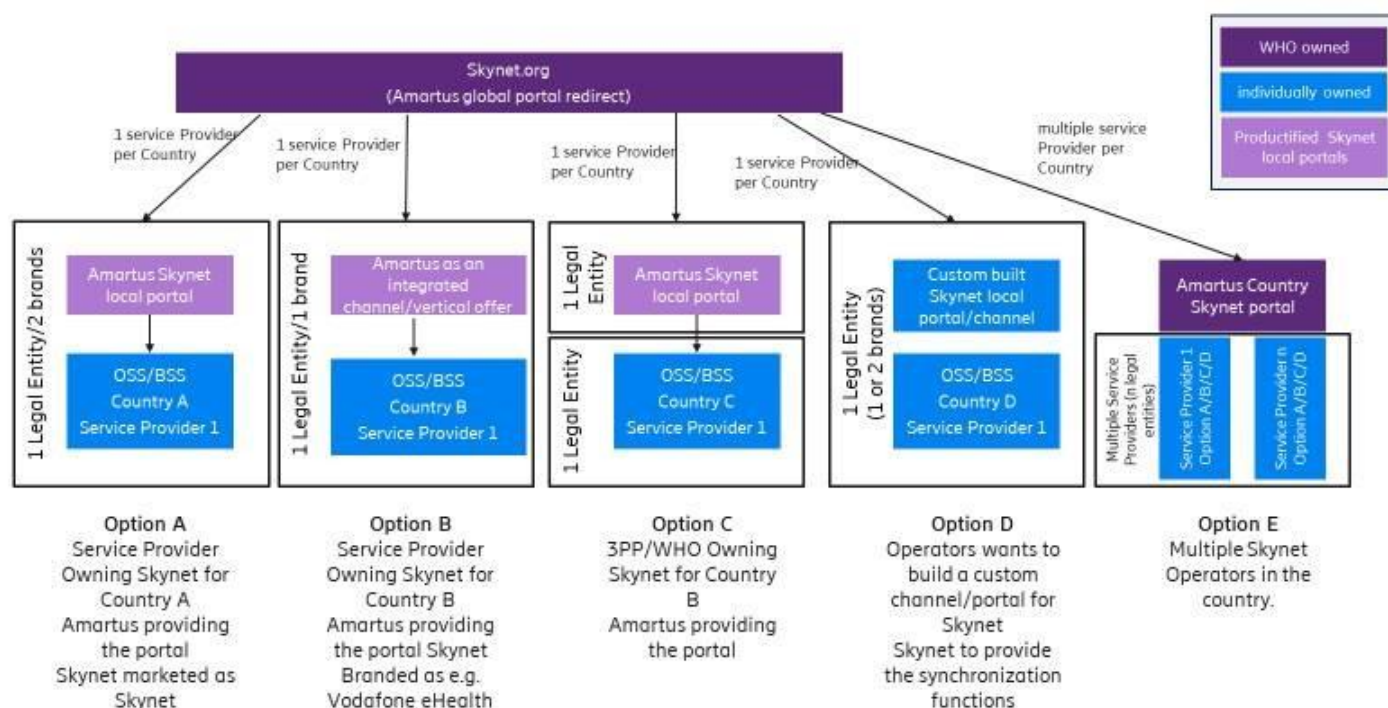 WHO owned
individually owned
Productified Skynet
local portals
Skynet.org
(Amartus global portal redirect)
1 service Provider
per Country
1 service Provider
per Country
1 service Provider
per Country
1 service Provider
per Country
multiple service
Provider per
Country
1 Legal Entity/2 brands
Amartus Skynet
local portal
OSS/BSS
Country A
Service Provider 1
1 Legal Entity/1 brand
Amartus as an
integrated
channel/vertical offer
OSS/BSS
Country B
Service Provider 1
1 Legal
Entity
Amartus Skynet
local portal
1 Legal Entity
OSS/BSS
Country C
Service Provider 1
1 Legal Entity
(1 or 2 brands)
Custom built
Skynet local
portal/channel
OSS/BSS
Country D
Service Provider 1
Amartus Country
Skynet portal
Multiple Service
Providers (n legal
entities)
Service Provider 1
Option A/B/C/D
Service Provider n
Option A/B/C/D
Option A
Service Provider
Owning Skynet for
Country A
Amartus providing
the portal
Skynet marketed as
Skynet
Option B
Service Provider
Owning Skynet for
Country B
Amartus providing
the portal Skynet
Branded as e.g.
Vodafone eHealth
Option C
3PP/WHO Owning
Skynet for Country
B
Amartus providing
the portal
Option D
Operators wants to
build a custom
channel/portal for
Skynet
Skynet to provide
the synchronization
functions
Option E
Multiple Skynet
Operators in the
country.